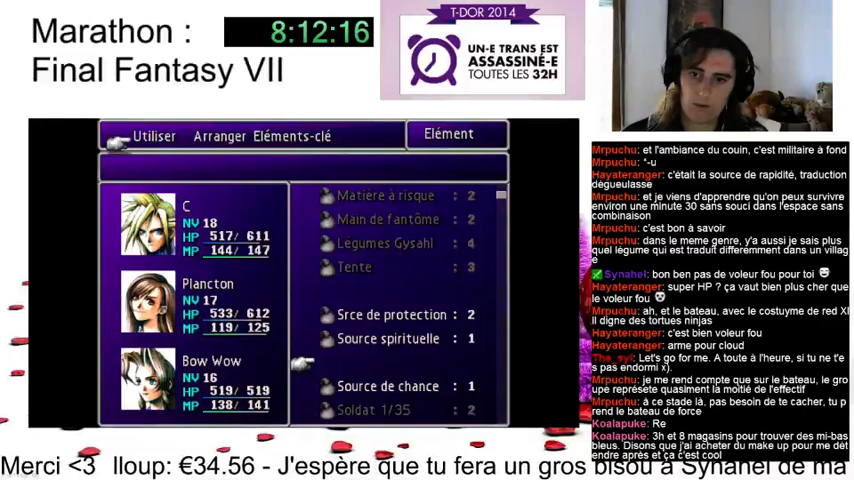 Marathon :
Final Fantasy VII
8:12:16
T-DOR 2014
UN-E TRANS EST
ASSASSINÉ-E
TOUTES LES 32H
Utiliser Arranger Eléments-clé
Elément
C
NV 18
HP 517/ 611
MP 144/ 147
Plancton
NV 17
HP 533/ 612
MP 119/ 125
Bow Wow
NV 16
HP 519/ 519
MP 138/ 141
Matière à risque : 2
Main de fantôme : 2
Légumes Gysahl : 4
Tente : 3
Srce de protection : 2
Source spirituelle : 1
Source de chance : 1
Soldat 1/35 : 2
Mrpuchu: et l'ambiance du couin, c'est militaire à fond
Mrpuchu: *-u
Hayateranger: c'était la source de rapidité, traduction
dégueulasse
Mrpuchu: et je viens d'apprendre qu'on peux survivre
environ une minute 30 sans souci dans l'espace sans
combinaison
Mrpuchu: c'est bon à savoir
Mrpuchu: dans le meme genre, y'a aussi je sais plus
quel légume qui est traduit différemment dans un villag
e
Synahel: bon ben pas de voleur fou pour toi
Hayateranger: super HP ? ça vaut bien plus cher que
le voleur fou
Mrpuchu: ah, et le bateau, avec le costyume de red XI
II digne des tortues ninjas
Hayateranger: c'est bien voleur fou
Hayateranger: arme pour cloud
The_syl: Let's go for me. A toute à l'heure, si tu ne t'e
s pas endormi x).
Mrpuchu: je me rend compte que sur le bateau, le gro
upe représete quasiment la moitié de l'effectif
Mrpuchu: à ce stade là, pas besoin de te cacher, tu p
rend le bateau de force
Koalapuke: Re
Koalapuke: 3h et 8 magasins pour trouver des mi-bas
bleus. Disons que j'ai acheter du make up pour me dét
endre après et ça c'est cool
Merci <3 Iloup: €34.56 - J'espère que tu fera un gros bisou à Synahel de ma